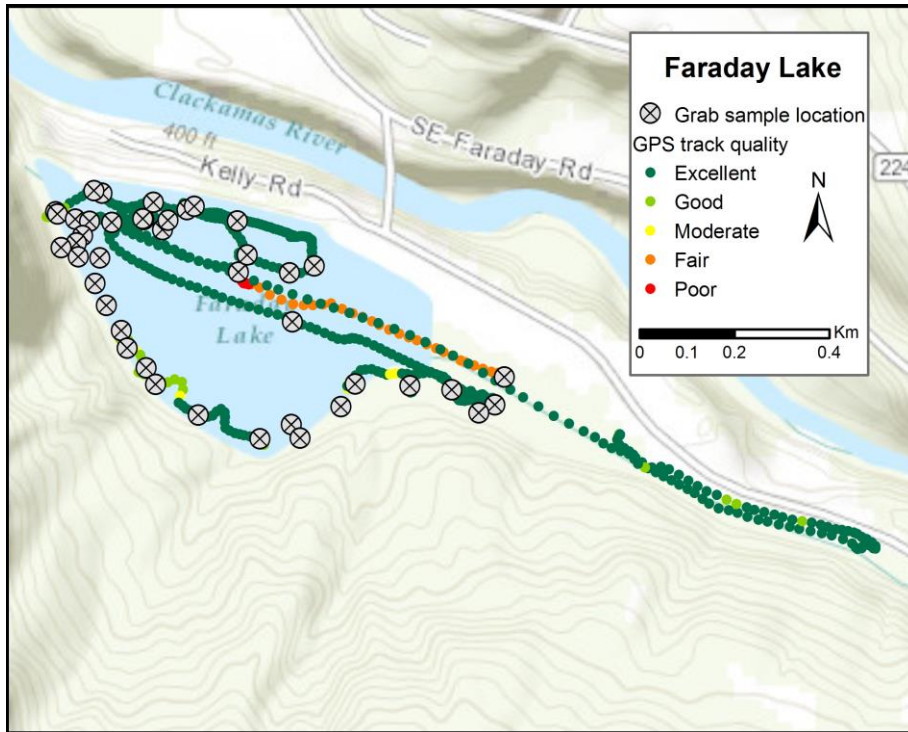 Faraday Lake
Grab sample location
GPS track quality
Excellent
Good
Moderate
Fair
Poor
N
Km
0 0.1 0.2 0.4
Clackamas River
400 ft
Kelly Rd
SE Faraday Rd
224
Faraday
Lake